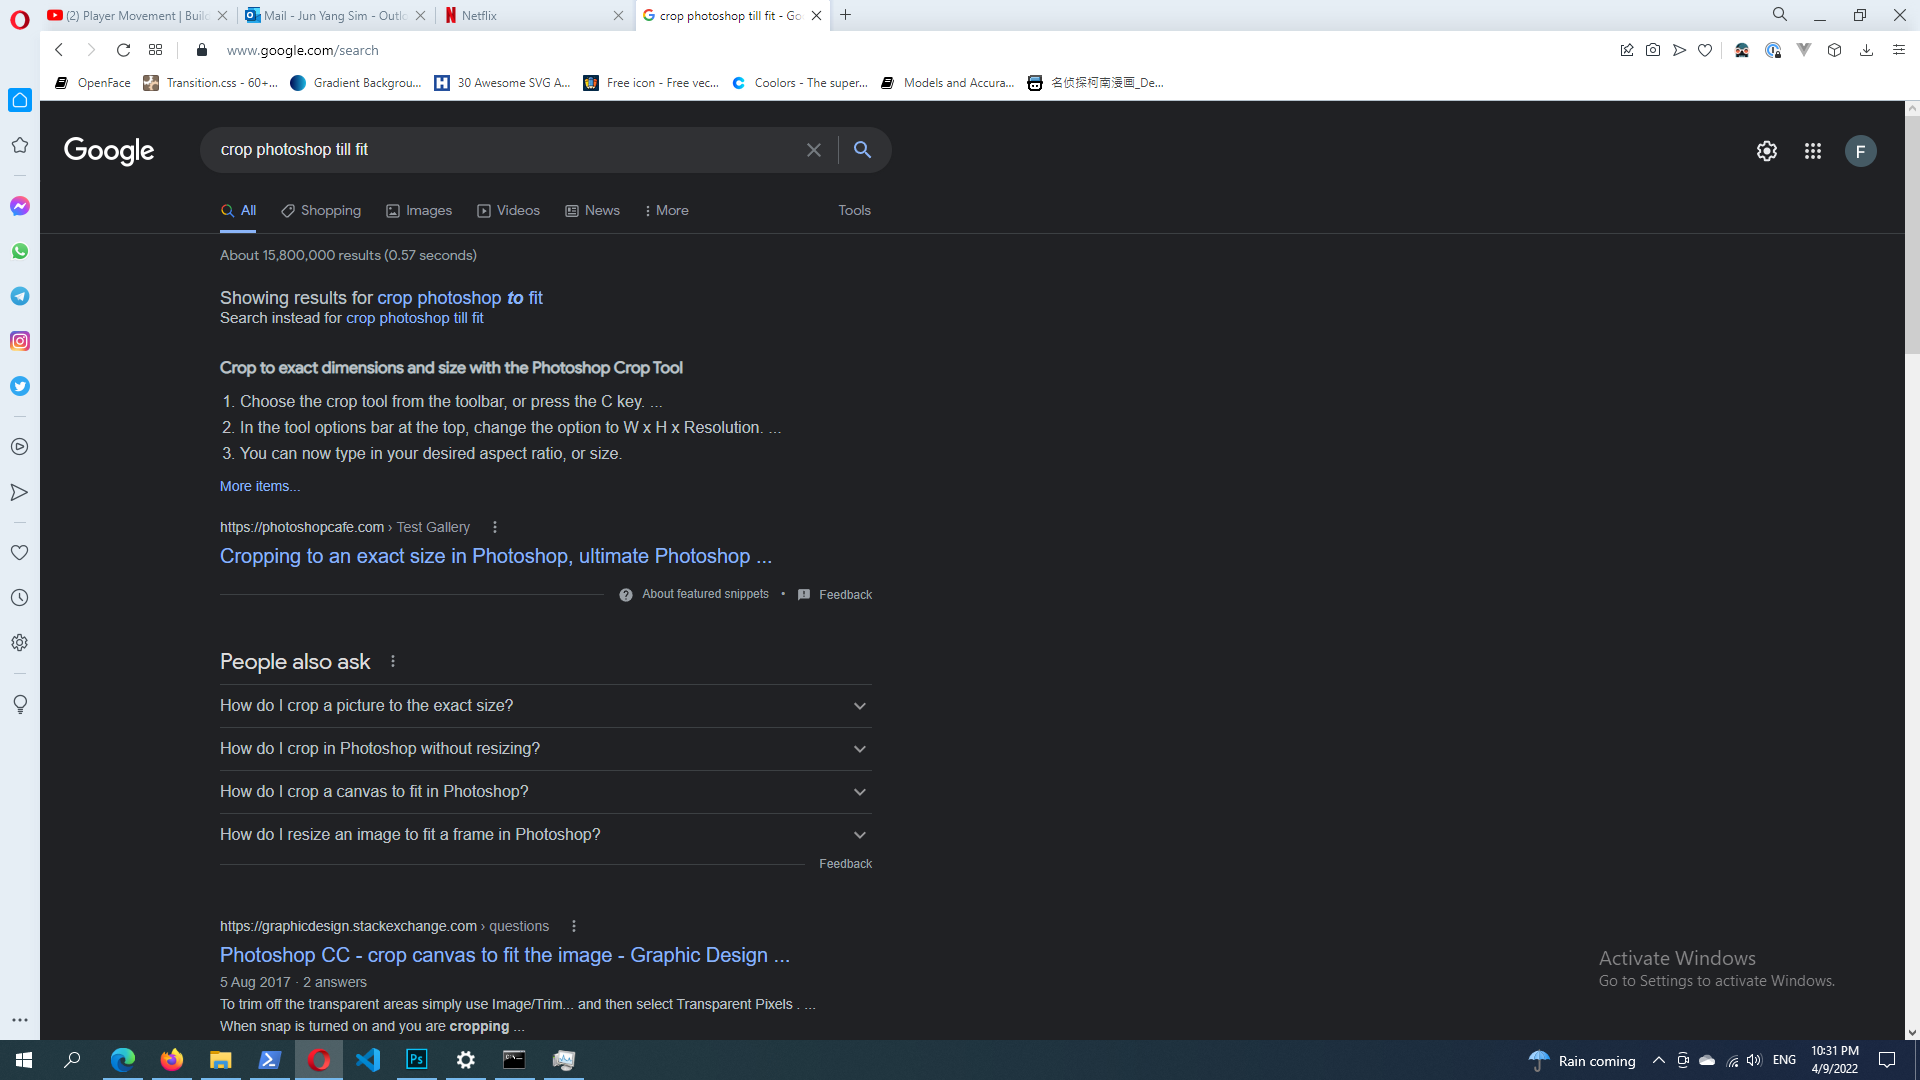 (2) Player Movement | Build
Mail - Jun Yang Sim - Outlo
Netflix
crop photoshop till fit - Go
www.google.com/search
OpenFace
Transition.css - 60+...
Gradient Backgrou...
30 Awesome SVG A...
Free icon - Free vec...
Coolors - The super...
Models and Accura...
名侦探柯南漫画_De...
Google
crop photoshop till fit
F
All
Shopping
Images
Videos
News
More
Tools
About 15,800,000 results (0.57 seconds)
Showing results for crop photoshop to fit
Search instead for crop photoshop till fit
Crop to exact dimensions and size with the Photoshop Crop Tool
1. Choose the crop tool from the toolbar, or press the C key. ...
2. In the tool options bar at the top, change the option to W x H x Resolution. ...
3. You can now type in your desired aspect ratio, or size.
More items...
https://photoshopcafe.com › Test Gallery
Cropping to an exact size in Photoshop, ultimate Photoshop ...
About featured snippets • Feedback
People also ask
How do I crop a picture to the exact size?
How do I crop in Photoshop without resizing?
How do I crop a canvas to fit in Photoshop?
How do I resize an image to fit a frame in Photoshop?
Feedback
https://graphicdesign.stackexchange.com › questions
Photoshop CC - crop canvas to fit the image - Graphic Design ...
5 Aug 2017 · 2 answers
To trim off the transparent areas simply use Image/Trim... and then select Transparent Pixels . ...
When snap is turned on and you are cropping ...
Activate Windows
Go to Settings to activate Windows.
Ps
Rain coming
ENG
10:31 PM
4/9/2022